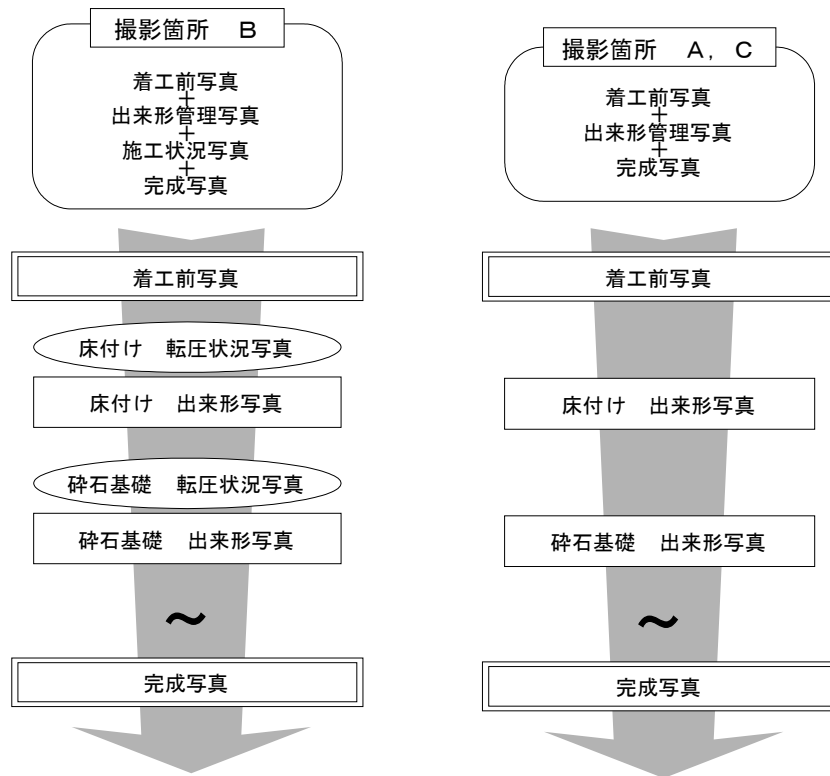 撮影箇所　B
着工前写真
+
出来形管理写真
+
施工状況写真
+
完成写真
着工前写真
床付け　転圧状況写真
床付け　出来形写真
砕石基礎　転圧状況写真
砕石基礎　出来形写真
~
完成写真
撮影箇所　A，C
着工前写真
+
出来形管理写真
+
完成写真
着工前写真
床付け　出来形写真
砕石基礎　出来形写真
~
完成写真